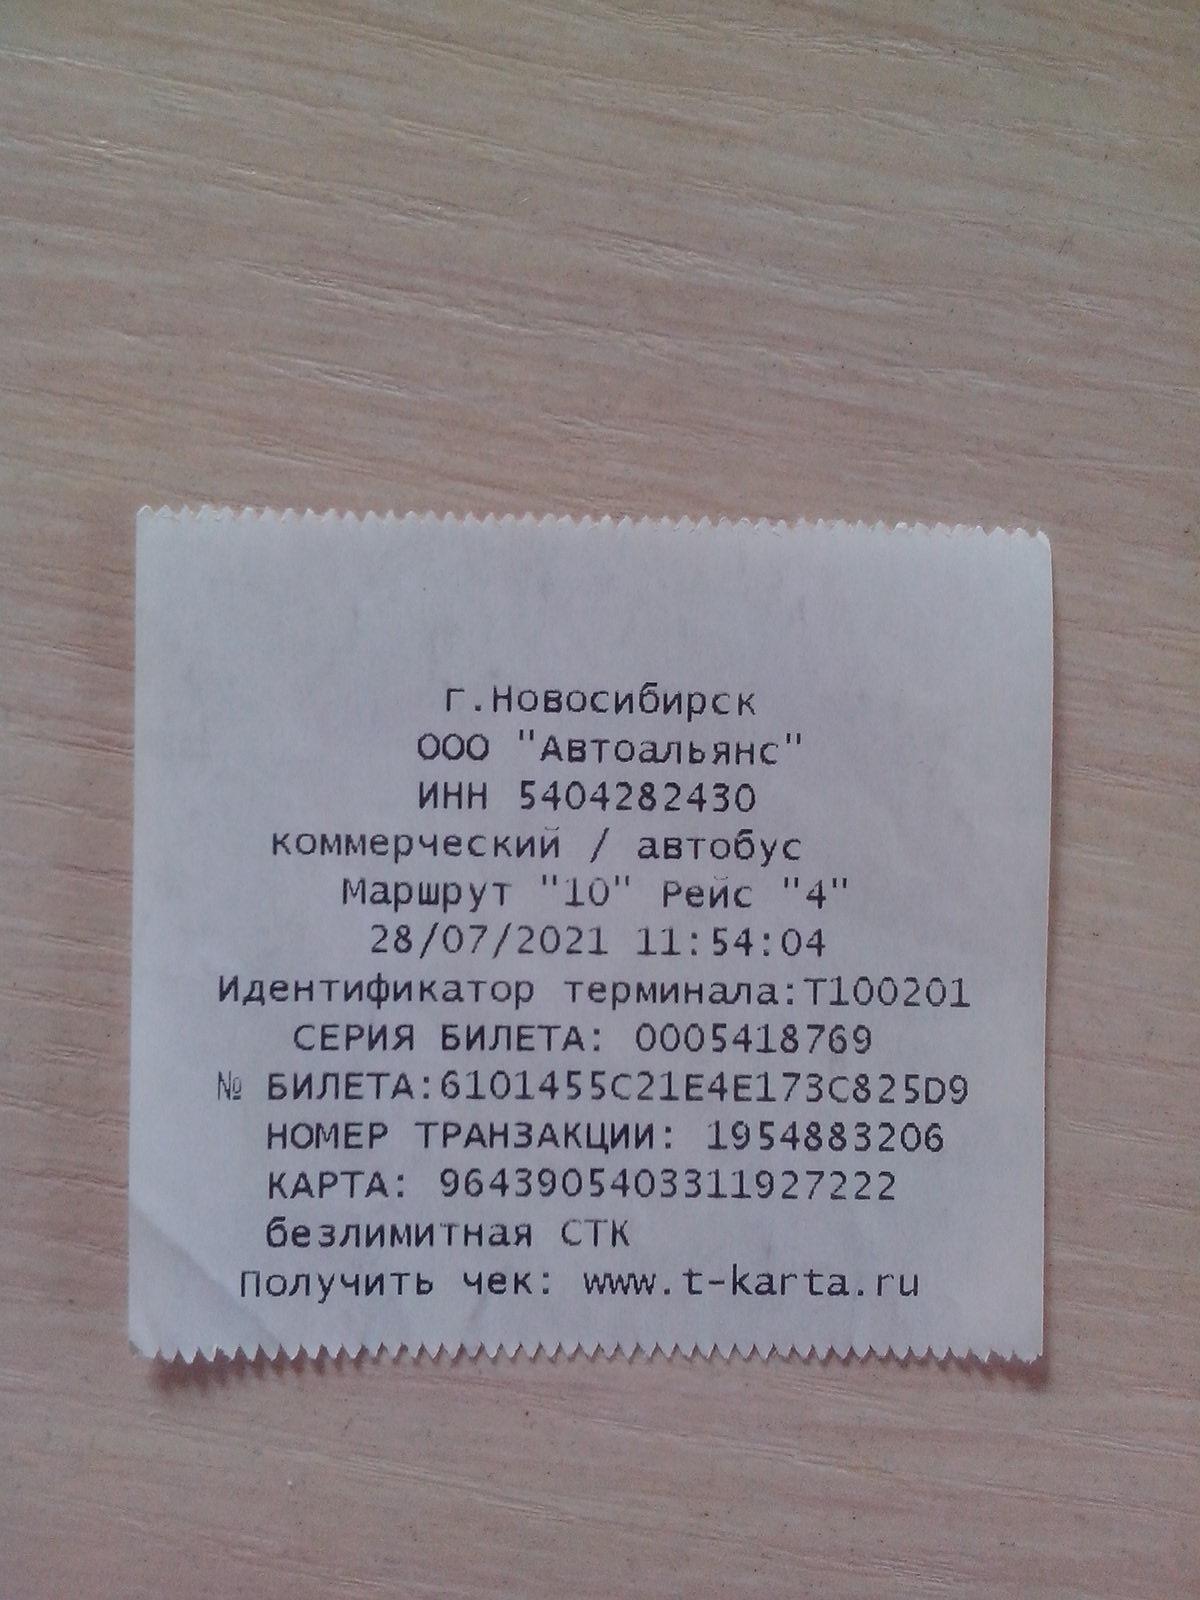 г.Новосибирск
ООО "Автоальянс"
ИНН 5404282430
коммерческий / автобус
Маршрут "10" Рейс "4"
28/07/2021 11:54:04
Идентификатор терминала:T100201
СЕРИЯ БИЛЕТА: 0005418769
№ БИЛЕТА:6101455C21E4E173C825D9
НОМЕР ТРАНЗАКЦИИ: 1954883206
КАРТА: 9643905403311927222
безлимитная СТК
Получить чек: www.t-karta.ru